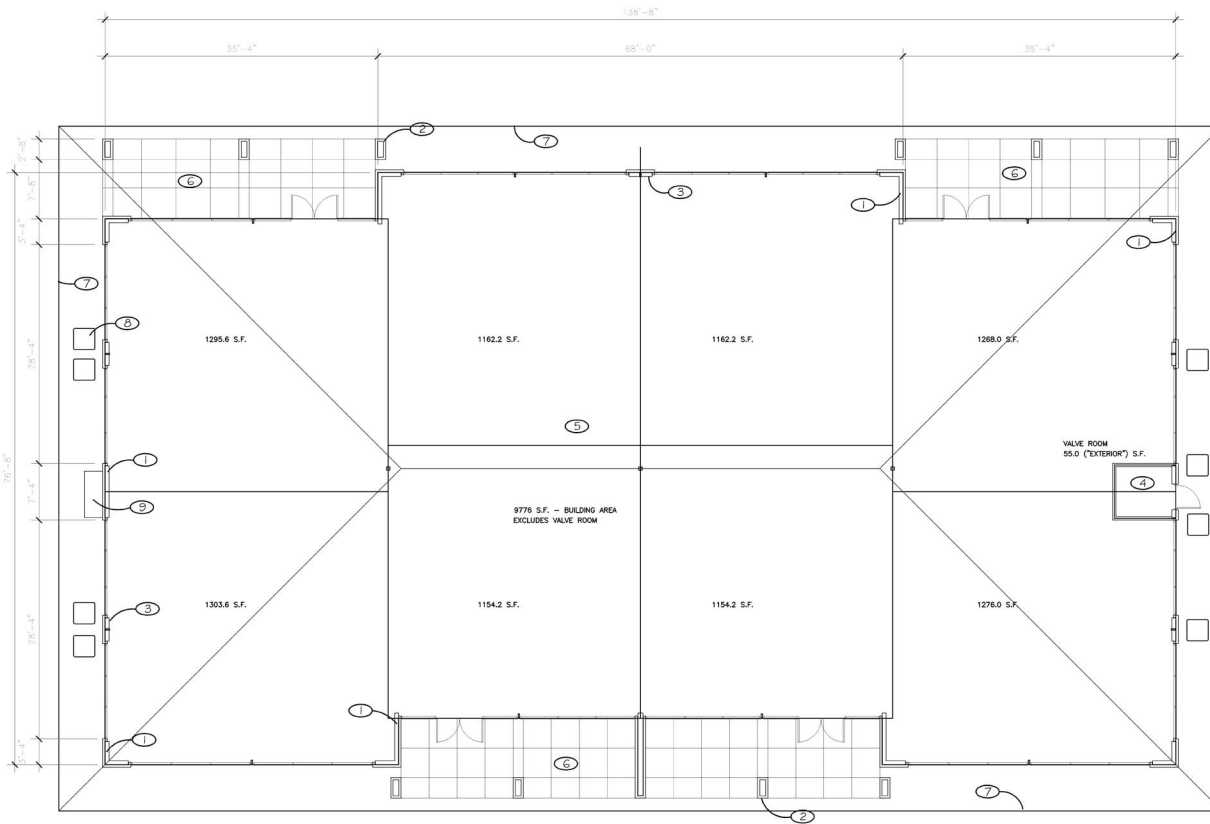 138'-8"
35'-4"
68'-0"
35'-4"
2
7
2'-8"
6
6
7'-8"
3
1
3'-4"
1
7
8
1295.6 S.F.
1162.2 S.F.
1162.2 S.F.
1268.0 S.F.
28'-4"
5
VALVE ROOM
55.0 ("EXTERIOR") S.F.
76'-8"
1
4
7'-4"
9
9776 S.F. – BUILDING AREA
EXCLUDES VALVE ROOM
1303.6 S.F.
1154.2 S.F.
1154.2 S.F.
1276.0 S.F.
3
28'-4"
1
1
3'-4"
6
7
2